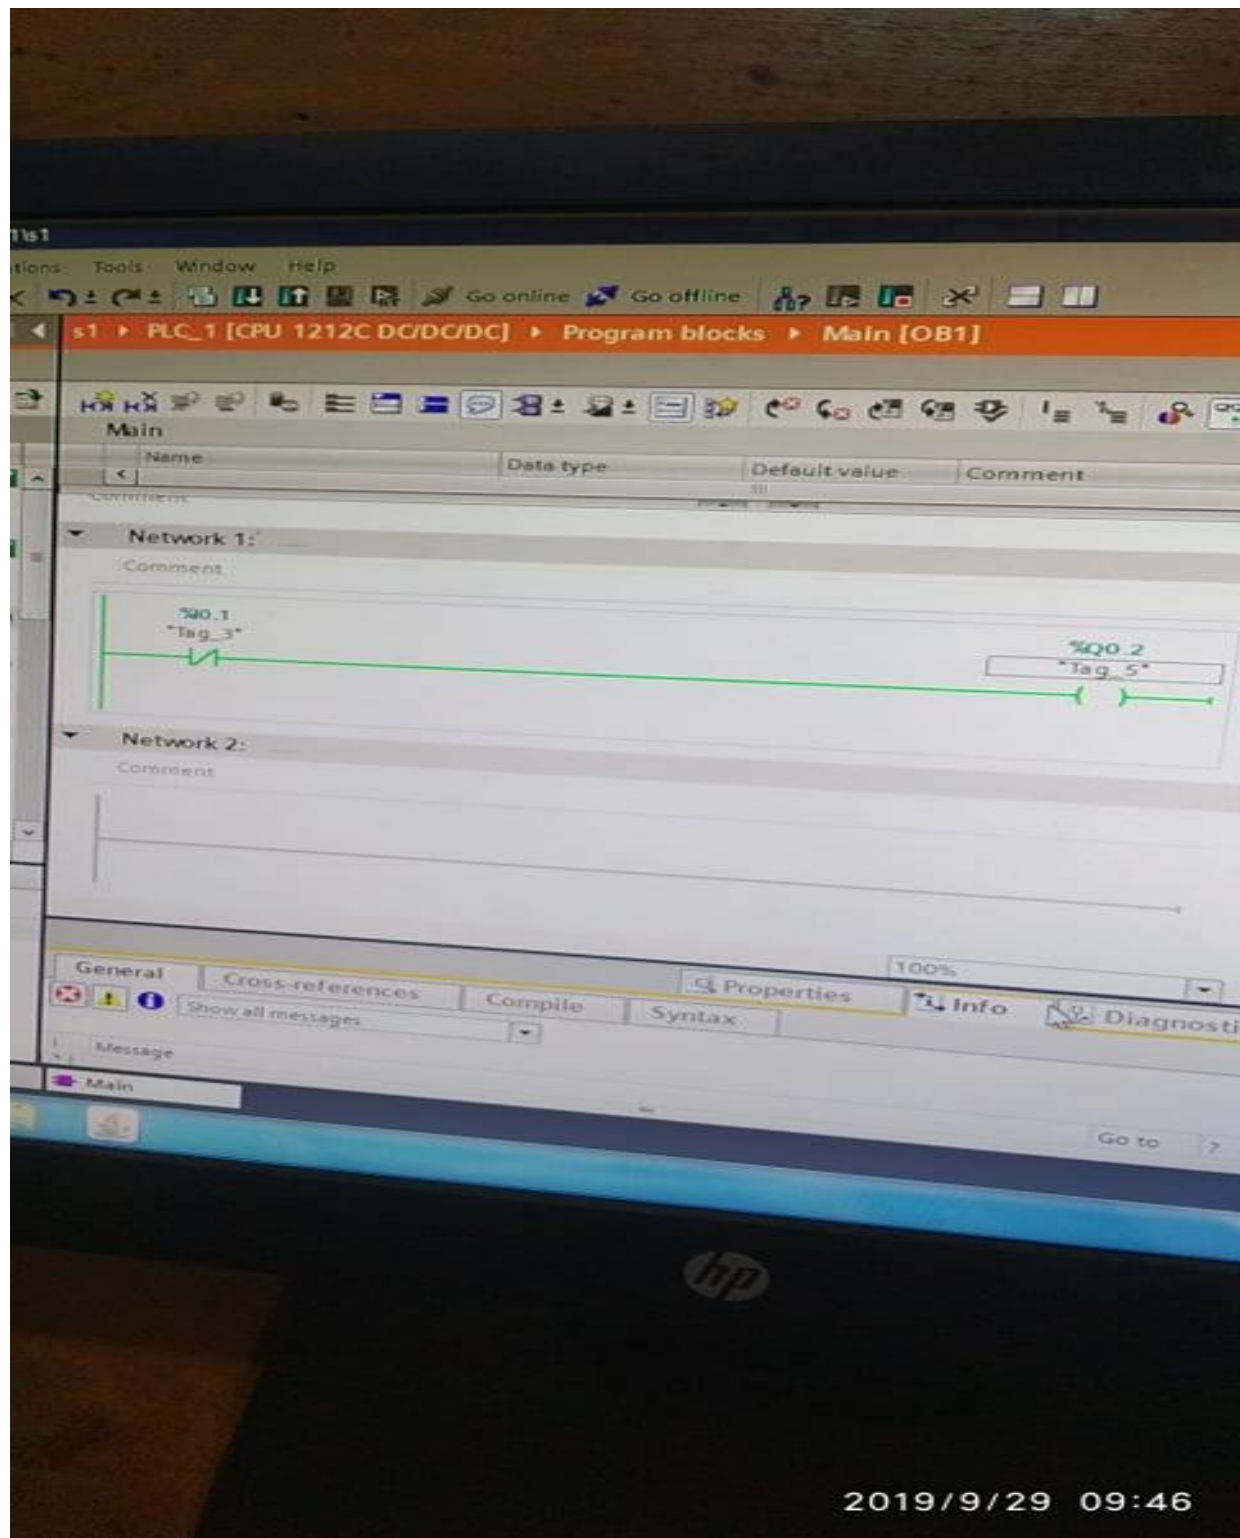 1\s1
tions Tools Window Help
Go online Go offline
s1 ▸ PLC_1 [CPU 1212C DC/DC/DC] ▸ Program blocks ▸ Main [OB1]
Main
Name Data type Default value Comment
Comment
Network 1:
Comment
"Tag_3"
%Q0.2
"Tag_5"
Network 2:
Comment
100%
General Cross-references Compile Syntax
Properties Info Diagnosti
Show all messages
Message
Main
Go to ?
hp
2019/9/29 09:46